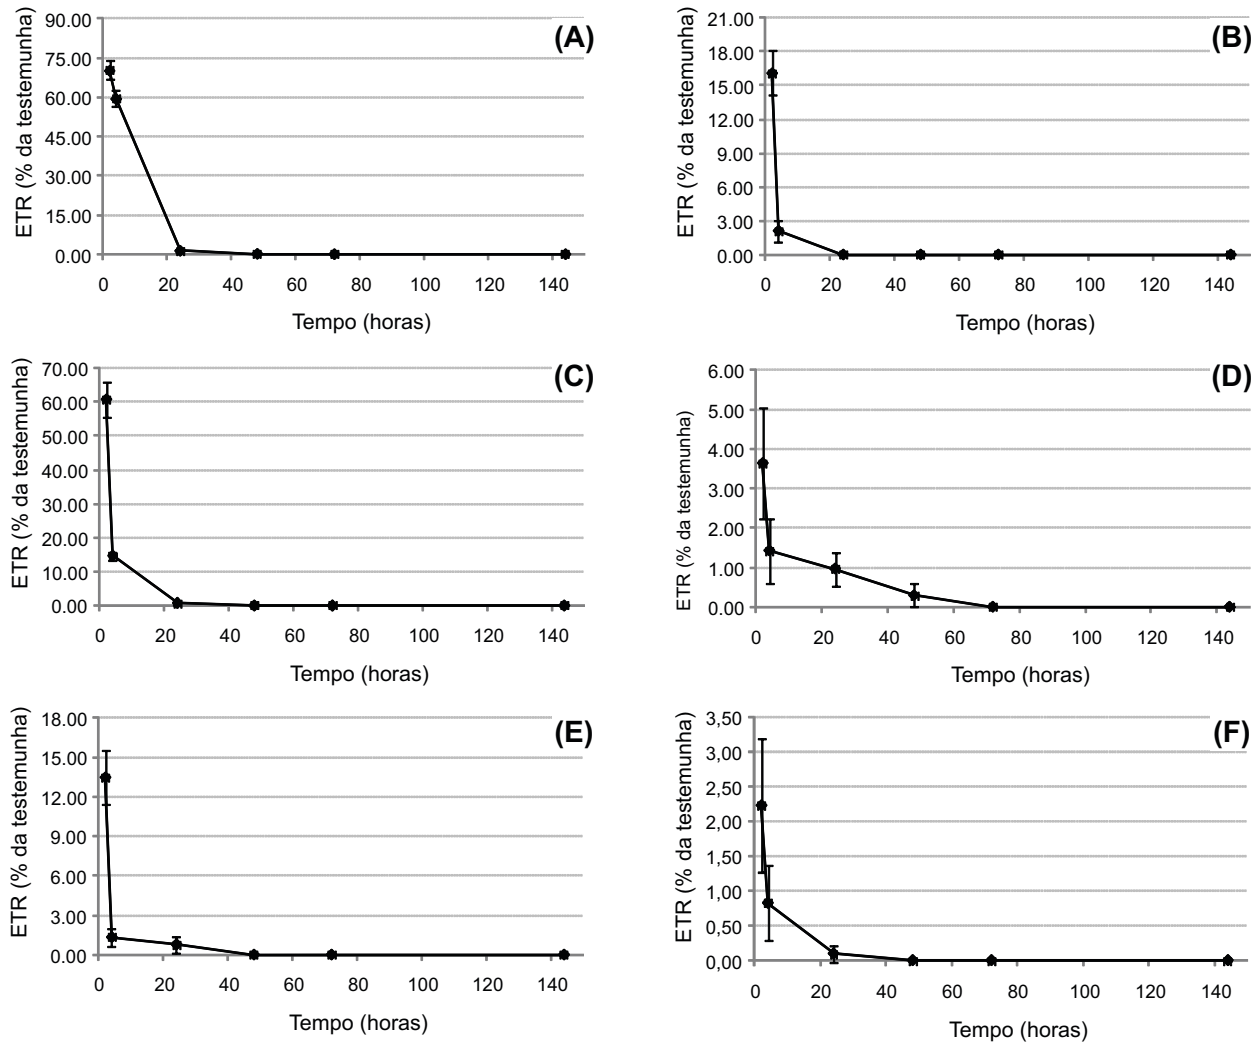 (A)
ETR (% da testemunha)
90.00
75.00
60.00
45.00
30.00
15.00
0.00
0 20 40 60 80 100 120 140
Tempo (horas)
(B)
ETR (% da testemunha)
21.00
18.00
15.00
12.00
9.00
6.00
3.00
0.00
0 20 40 60 80 100 120 140
Tempo (horas)
(C)
ETR (% da testemunha)
70.00
60.00
50.00
40.00
30.00
20.00
10.00
0.00
0 20 40 60 80 100 120 140
Tempo (horas)
(D)
ETR (% da testemunha)
6.00
5.00
4.00
3.00
2.00
1.00
0.00
0 20 40 60 80 100 120 140
Tempo (horas)
(E)
ETR (% da testemunha)
18.00
15.00
12.00
9.00
6.00
3.00
0.00
0 20 40 60 80 100 120 140
Tempo (horas)
(F)
ETR (% da testemunha)
3,50
3,00
2,50
2,00
1,50
1,00
0,50
0,00
0 20 40 60 80 100 120 140
Tempo (horas)